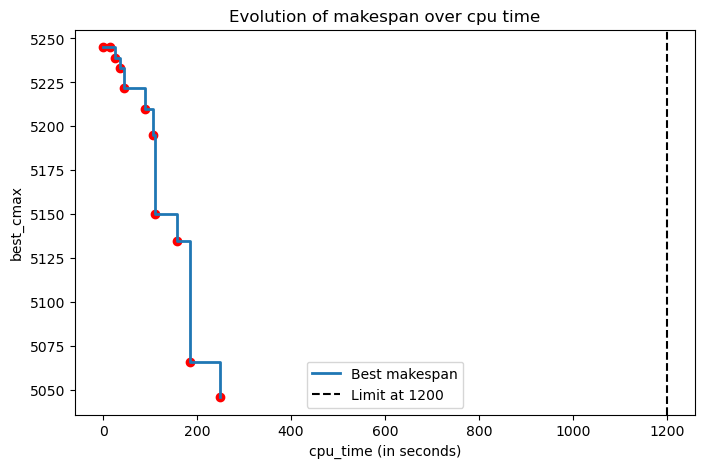 Evolution of makespan over cpu time
best_cmax
5250
5225
5200
5175
5150
5125
5100
5075
5050
Best makespan
Limit at 1200
0 200 400 600 800 1000 1200
cpu_time (in seconds)